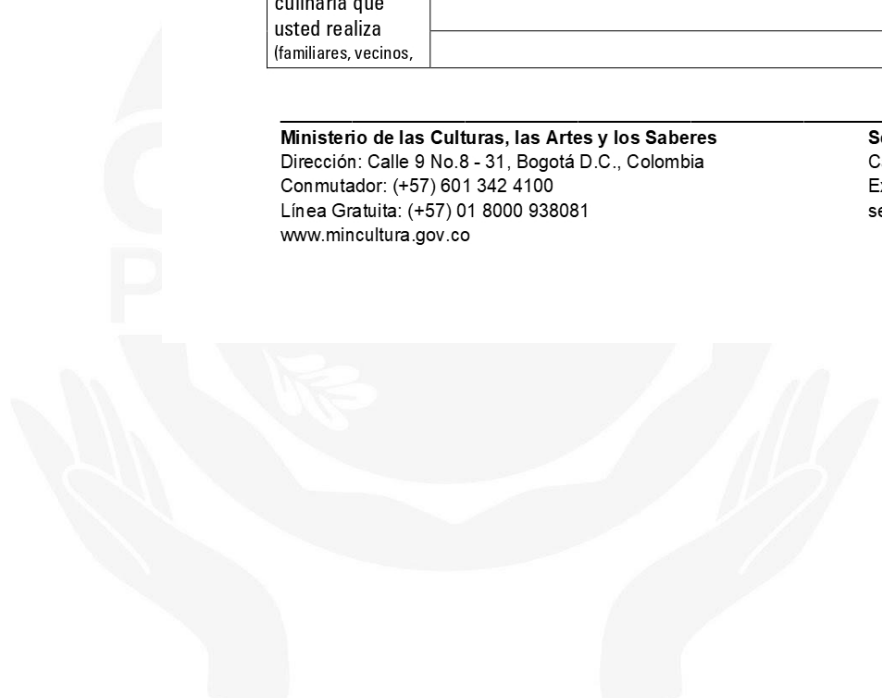 culinaria que
usted realiza
(familiares, vecinos,
Ministerio de las Culturas, las Artes y los Saberes
Dirección: Calle 9 No.8 - 31, Bogotá D.C., Colombia
Conmutador: (+57) 601 342 4100
Línea Gratuita: (+57) 01 8000 938081
www.mincultura.gov.co